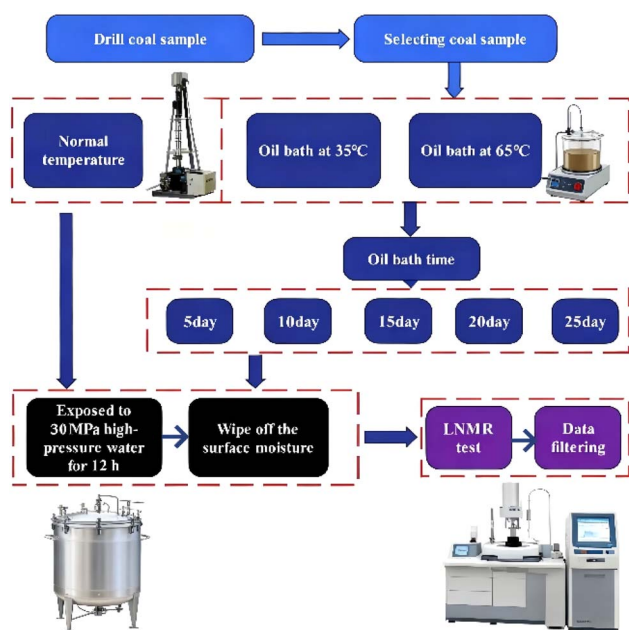 Drill coal sample
Selecting coal sample
Normal
temperature
Oil bath at 35℃
Oil bath at 65℃
Oil bath time
5day
10day
15day
20day
25day
Exposed to
30MPa high-
pressure water
for 12 h
Wipe off the
surface moisture
LNMR
test
Data
filtering